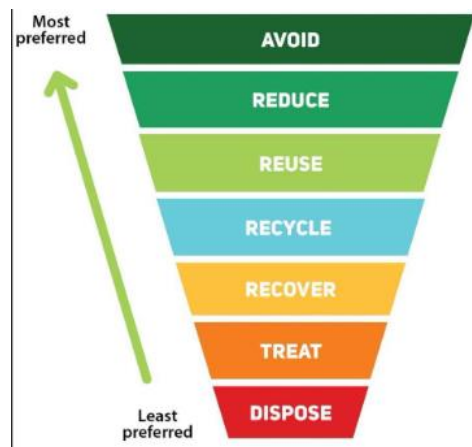 Most
preferred
AVOID
REDUCE
REUSE
RECYCLE
RECOVER
TREAT
DISPOSE
Least
preferred